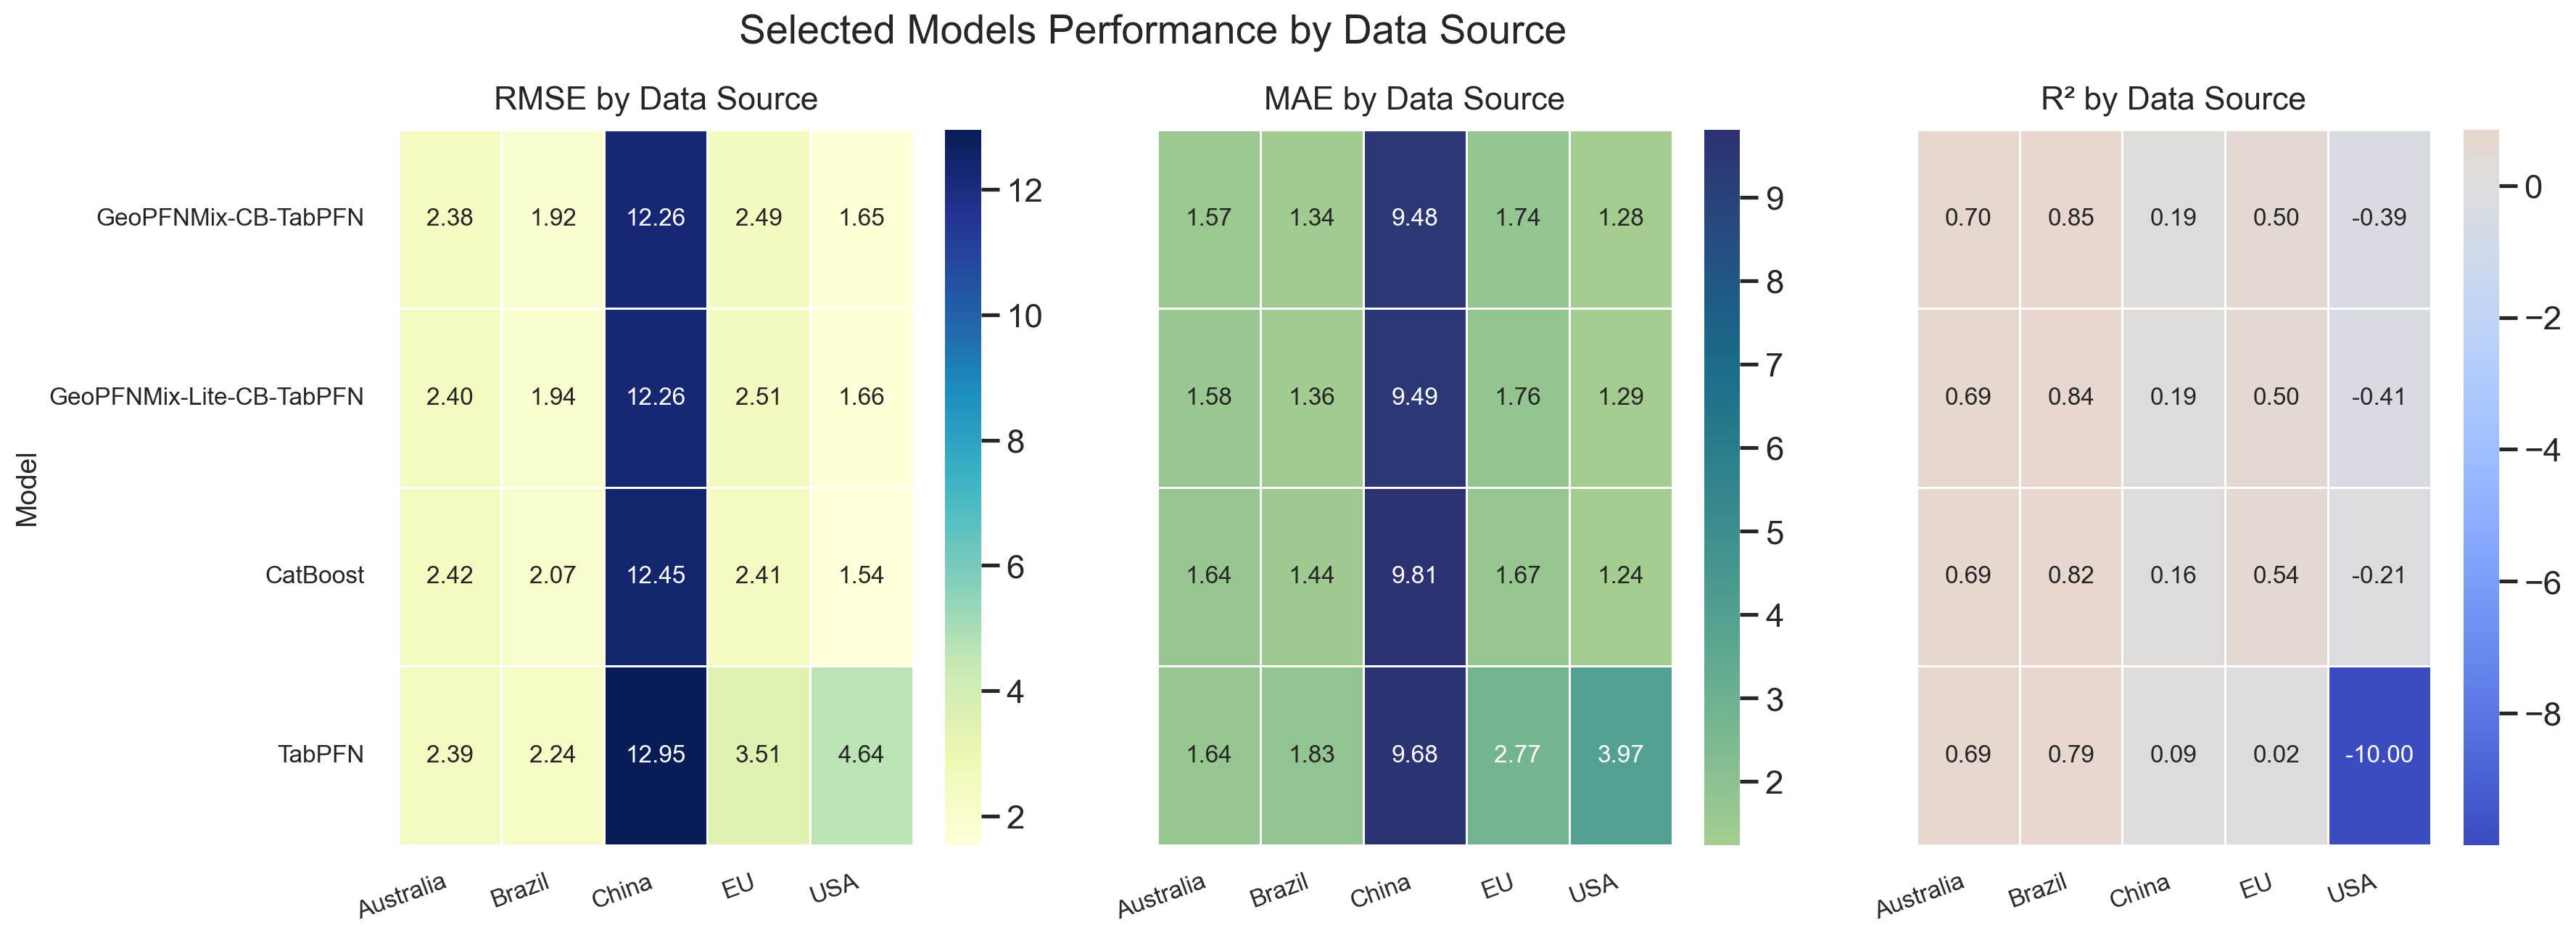 Selected Models Performance by Data Source
RMSE by Data Source
Model
GeoPFNMix-CB-TabPFN 2.38 1.92 12.26 2.49 1.65
GeoPFNMix-Lite-CB-TabPFN 2.40 1.94 12.26 2.51 1.66
CatBoost 2.42 2.07 12.45 2.41 1.54
TabPFN 2.39 2.24 12.95 3.51 4.64
Australia Brazil China EU USA
12
10
8
6
4
2
MAE by Data Source
1.57 1.34 9.48 1.74 1.28
1.58 1.36 9.49 1.76 1.29
1.64 1.44 9.81 1.67 1.24
1.64 1.83 9.68 2.77 3.97
Australia Brazil China EU USA
9
8
7
6
5
4
3
2
R² by Data Source
0.70 0.85 0.19 0.50 -0.39
0.69 0.84 0.19 0.50 -0.41
0.69 0.82 0.16 0.54 -0.21
0.69 0.79 0.09 0.02 -10.00
Australia Brazil China EU USA
0
−2
−4
−6
−8